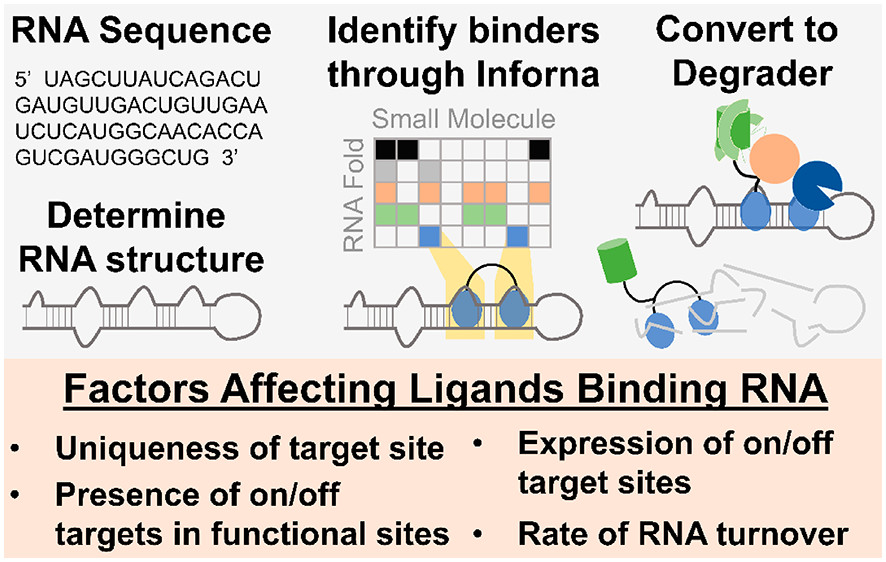 RNA Sequence
5’ UAGCUUAUCAGACU
GAUGUUGACUGUUGAA
UCUCAUGGCAACACCA
GUCGAUGGGCUG 3’
Determine
RNA structure
Identify binders
through Inforna
Small Molecule
RNA Fold
Convert to
Degrader
Factors Affecting Ligands Binding RNA
• Uniqueness of target site
• Presence of on/off
targets in functional sites
• Expression of on/off
target sites
• Rate of RNA turnover